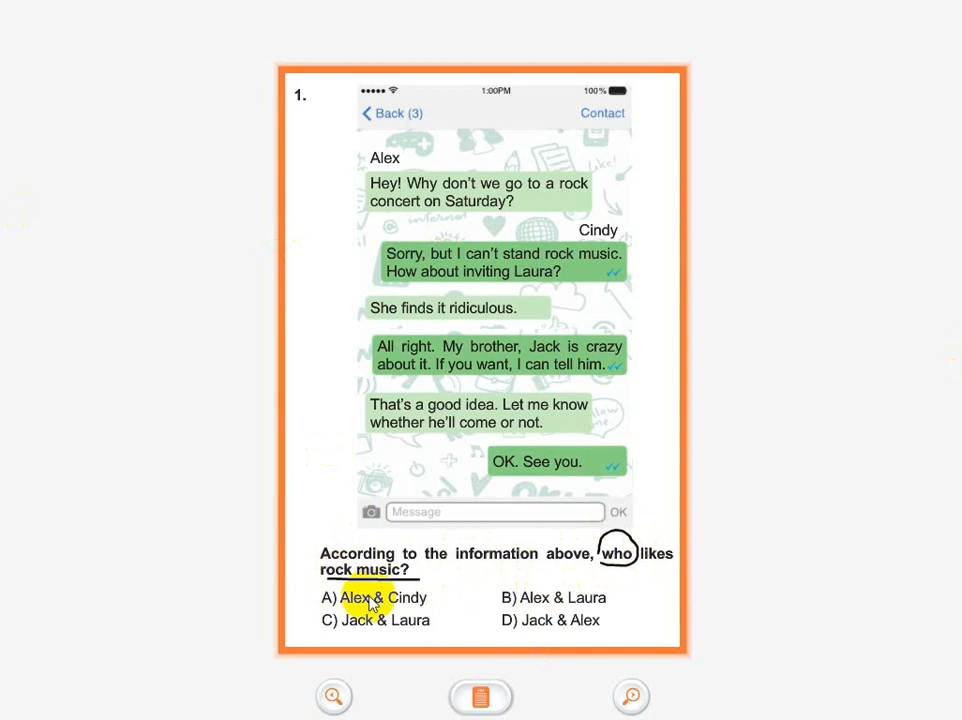 1.
1:00PM 100%
Back (3) Contact
Alex
Hey! Why don't we go to a rock
concert on Saturday?
Cindy
Sorry, but I can't stand rock music.
How about inviting Laura?
She finds it ridiculous.
All right. My brother, Jack is crazy
about it. If you want, I can tell him.
That's a good idea. Let me know
whether he'll come or not.
OK. See you.
Message OK
According to the information above, who likes
rock music?
A) Alex & Cindy B) Alex & Laura
C) Jack & Laura D) Jack & Alex